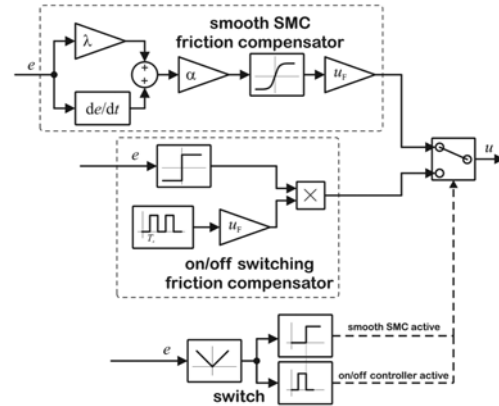 smooth SMC
friction compensator
λ
e
+
+
α
u_F
de/dt
e
u
×
u_F
on/off switching
friction compensator
smooth SMC active
e
on/off controller active
switch